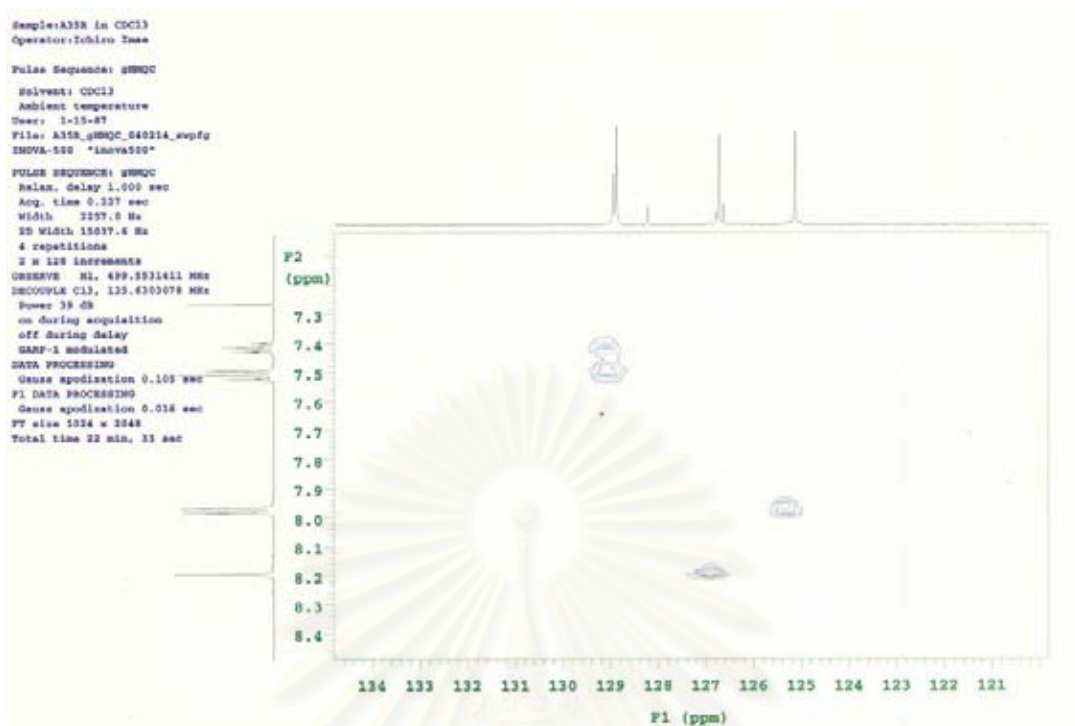 Sample:A35R in CDCl3
Operator:Ichiro Imae
Pulse Sequence: gHMQC
Solvent: CDCl3
Ambient temperature
User: 1-15-87
File: A35R_gHMQC_040214_swpfg
INOVA-500 "inova500"
PULSE SEQUENCE: gHMQC
Relax. delay 1.000 sec
Acq. time 0.227 sec
Width 2257.0 Hz
2D Width 15037.6 Hz
4 repetitions
2 x 128 increments
OBSERVE H1, 499.5531411 MHz
DECOUPLE C13, 125.6303078 MHz
Power 39 dB
on during acquisition
off during delay
GARP-1 modulated
DATA PROCESSING
Gauss apodization 0.105 sec
F1 DATA PROCESSING
Gauss apodization 0.016 sec
FT size 1024 x 2048
Total time 22 min, 33 sec
F2
(ppm)
7.3
7.4
7.5
7.6
7.7
7.8
7.9
8.0
8.1
8.2
8.3
8.4
134 133 132 131 130 129 128 127 126 125 124 123 122 121
F1 (ppm)